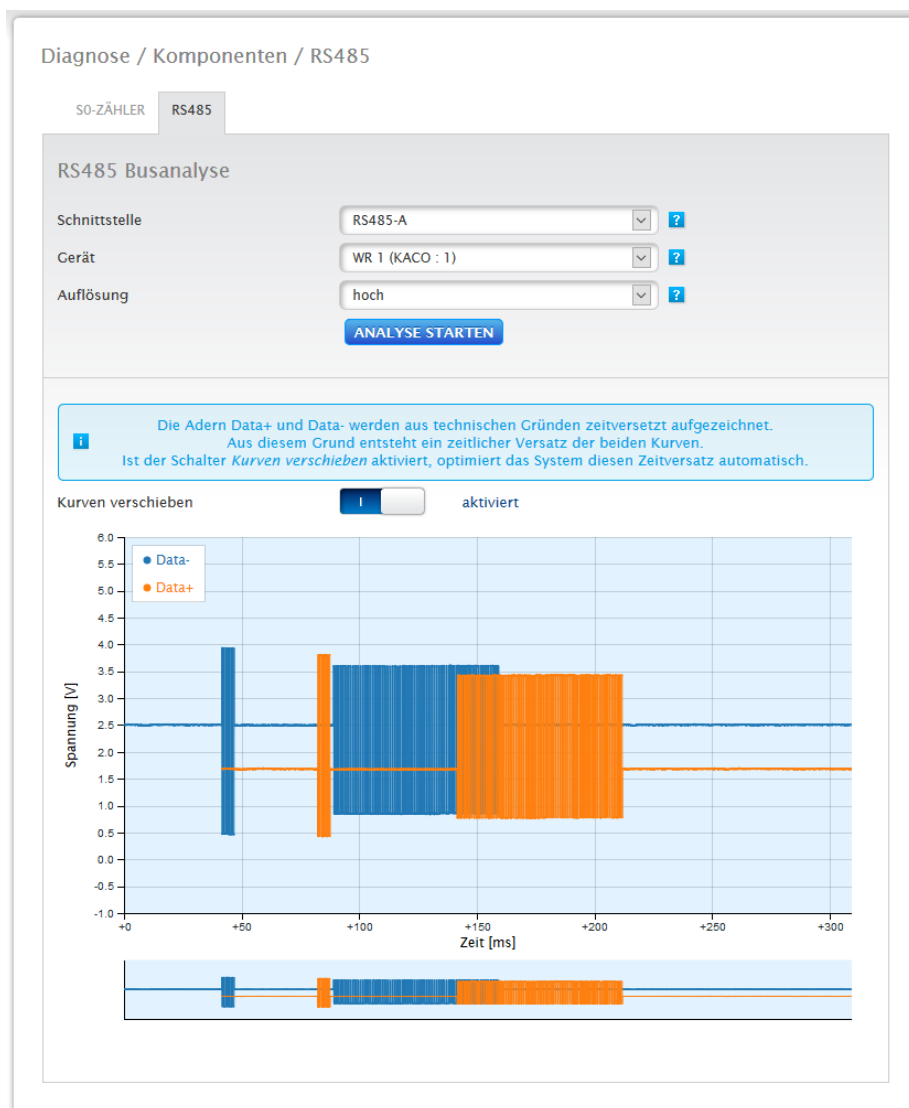 Diagnose / Komponenten / RS485
S0-ZÄHLER RS485
RS485 Busanalyse
Schnittstelle RS485-A ?
Gerät WR 1 (KACO : 1) ?
Auflösung hoch ?
ANALYSE STARTEN
i
Die Adern Data+ und Data- werden aus technischen Gründen zeitversetzt aufgezeichnet.
Aus diesem Grund entsteht ein zeitlicher Versatz der beiden Kurven.
Ist der Schalter Kurven verschieben aktiviert, optimiert das System diesen Zeitversatz automatisch.
Kurven verschieben I aktiviert
Data-
Data+
Spannung [V]
6.0
5.5
5.0
4.5
4.0
3.5
3.0
2.5
2.0
1.5
1.0
0.5
0.0
-0.5
-1.0
+0 +50 +100 +150 +200 +250 +300
Zeit [ms]